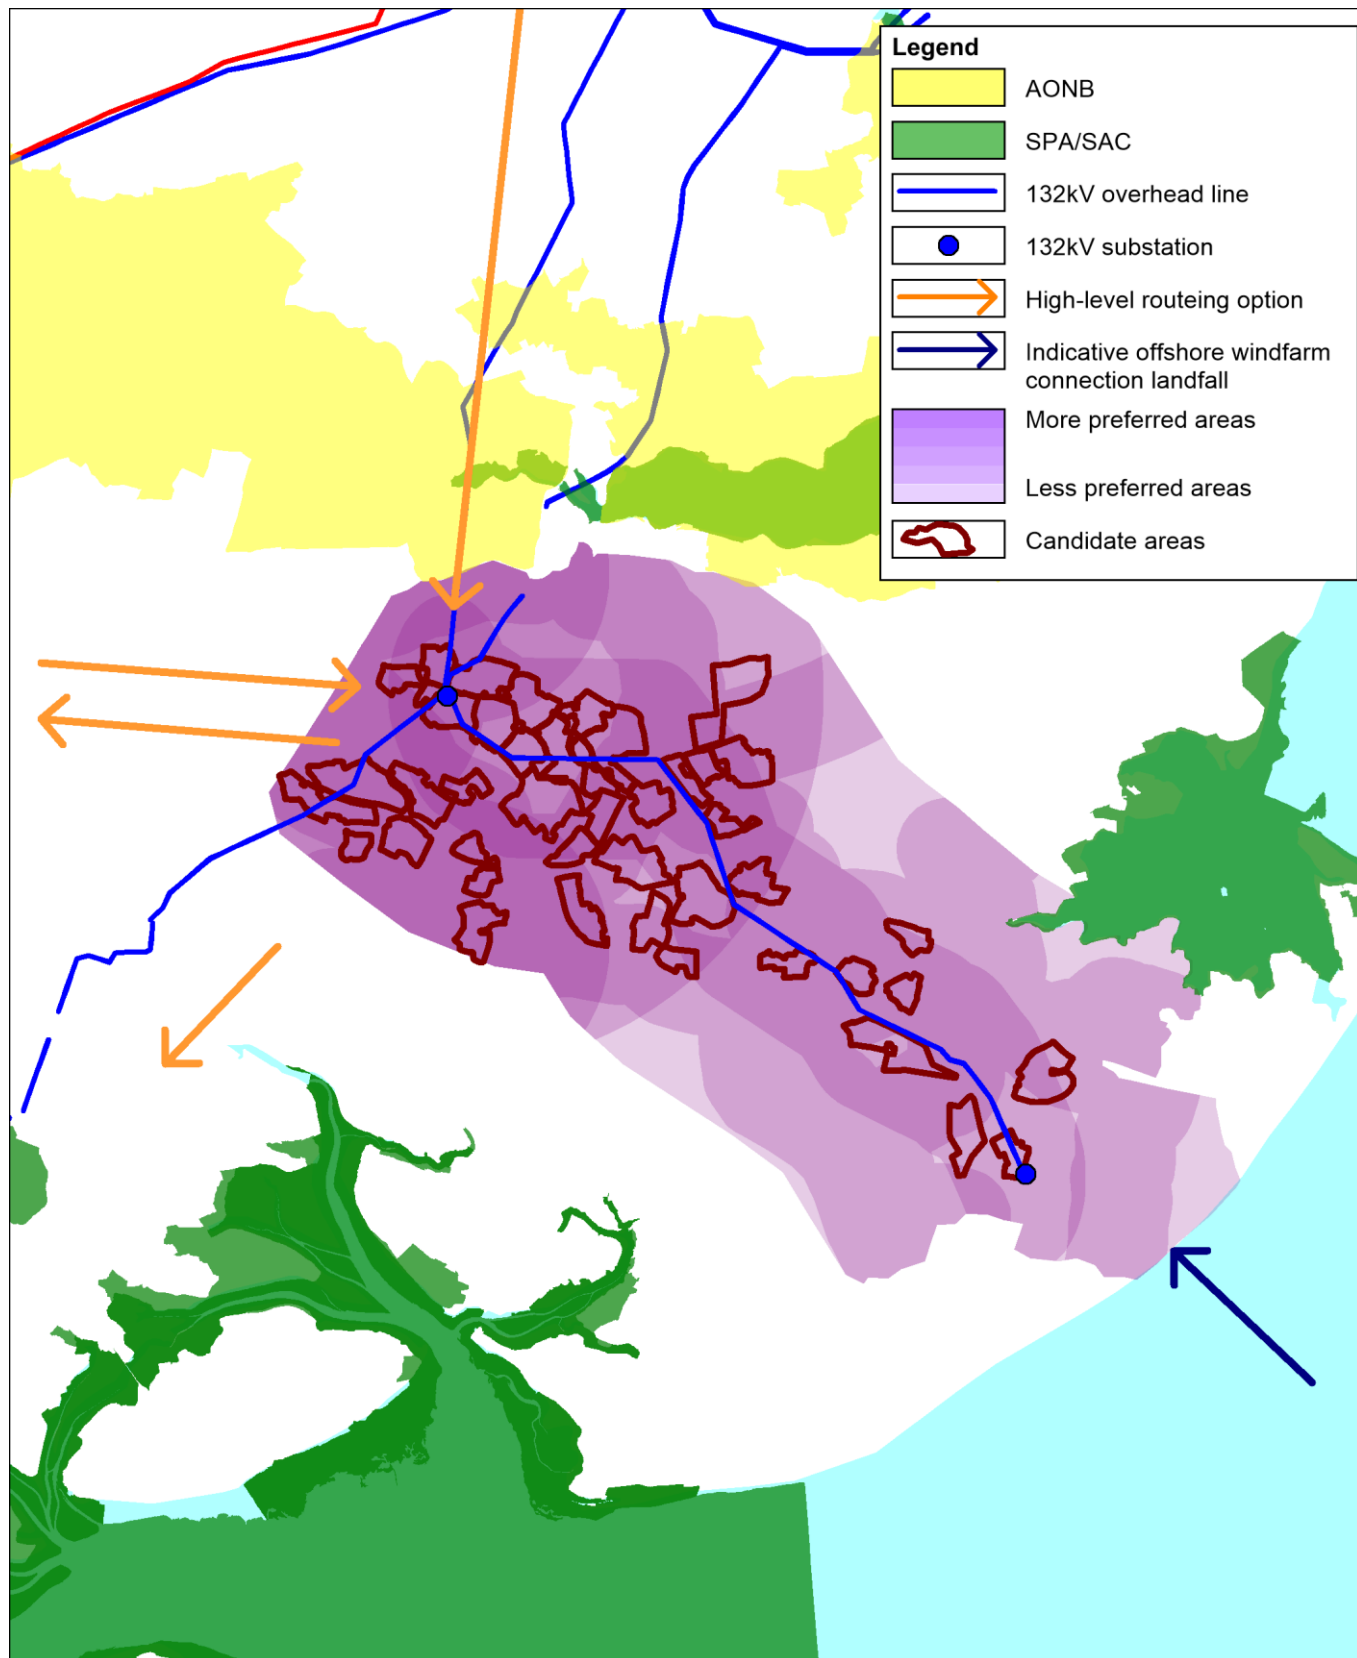 Legend
AONB
SPA/SAC
132kV overhead line
132kV substation
High-level routeing option
Indicative offshore windfarm
connection landfall
More preferred areas
Less preferred areas
Candidate areas